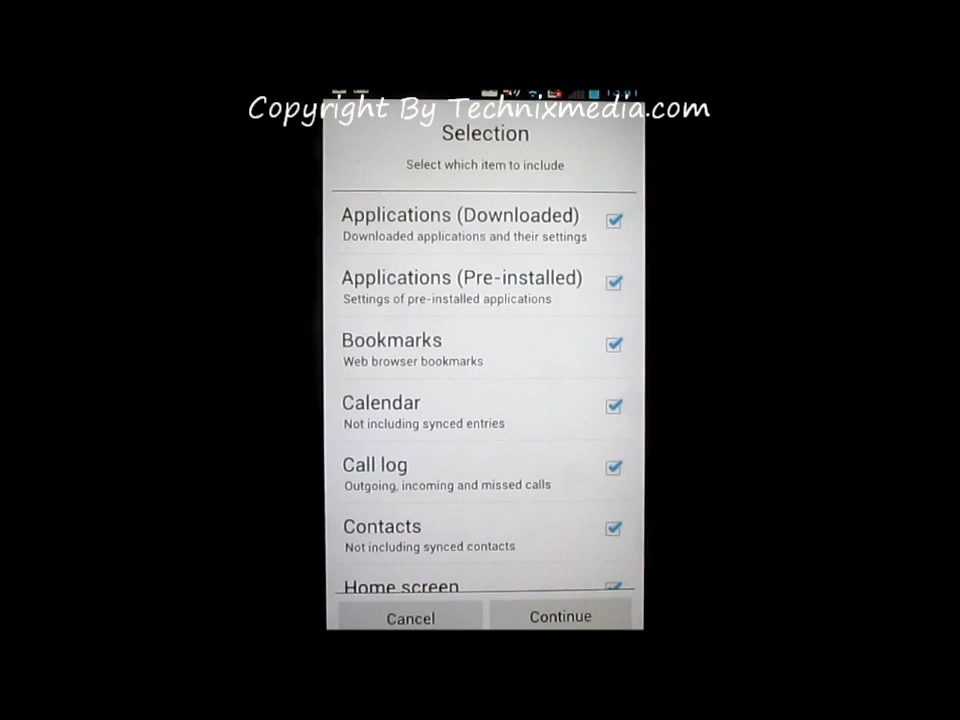 Copyright By Technixmedia.com
Selection
Select which item to include
Applications (Downloaded)
Downloaded applications and their settings
Applications (Pre-installed)
Settings of pre-installed applications
Bookmarks
Web browser bookmarks
Calendar
Not including synced entries
Call log
Outgoing, incoming and missed calls
Contacts
Not including synced contacts
Home screen
Cancel
Continue